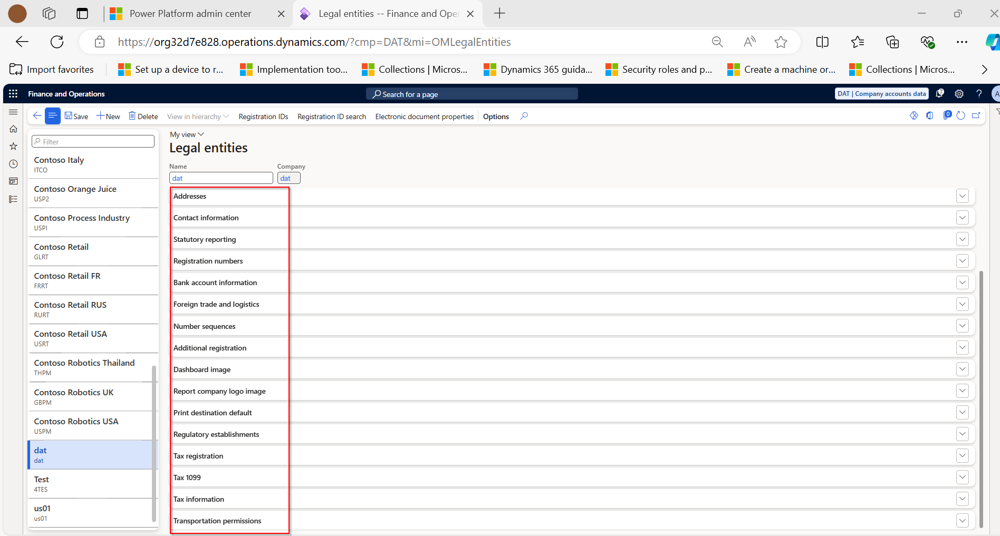 Power Platform admin center
Legal entities -- Finance and Ope
https://org32d7e828.operations.dynamics.com/?cmp=DAT&mi=OMLegalEntities
Import favorites
Set up a device to r...
Implementation too...
Collections | Micros...
Dynamics 365 guida...
Security roles and p...
Create a machine or...
Collections | Micros...
Finance and Operations
Search for a page
DAT | Company accounts data
7
?
A
Save
New
Delete
View in hierarchy
Registration IDs
Registration ID search
Electronic document properties
Options
0
Filter
Contoso Italy
ITCO
Contoso Orange Juice
USP2
Contoso Process Industry
USPI
Contoso Retail
GLRT
Contoso Retail FR
FRRT
Contoso Retail RUS
RURT
Contoso Retail USA
USRT
Contoso Robotics Thailand
THPM
Contoso Robotics UK
GBPM
Contoso Robotics USA
USPM
dat
dat
Test
4TES
us01
us01
My view
Legal entities
Name
Company
dat
dat
Addresses
Contact information
Statutory reporting
Registration numbers
Bank account information
Foreign trade and logistics
Number sequences
Additional registration
Dashboard image
Report company logo image
Print destination default
Regulatory establishments
Tax registration
Tax 1099
Tax information
Transportation permissions